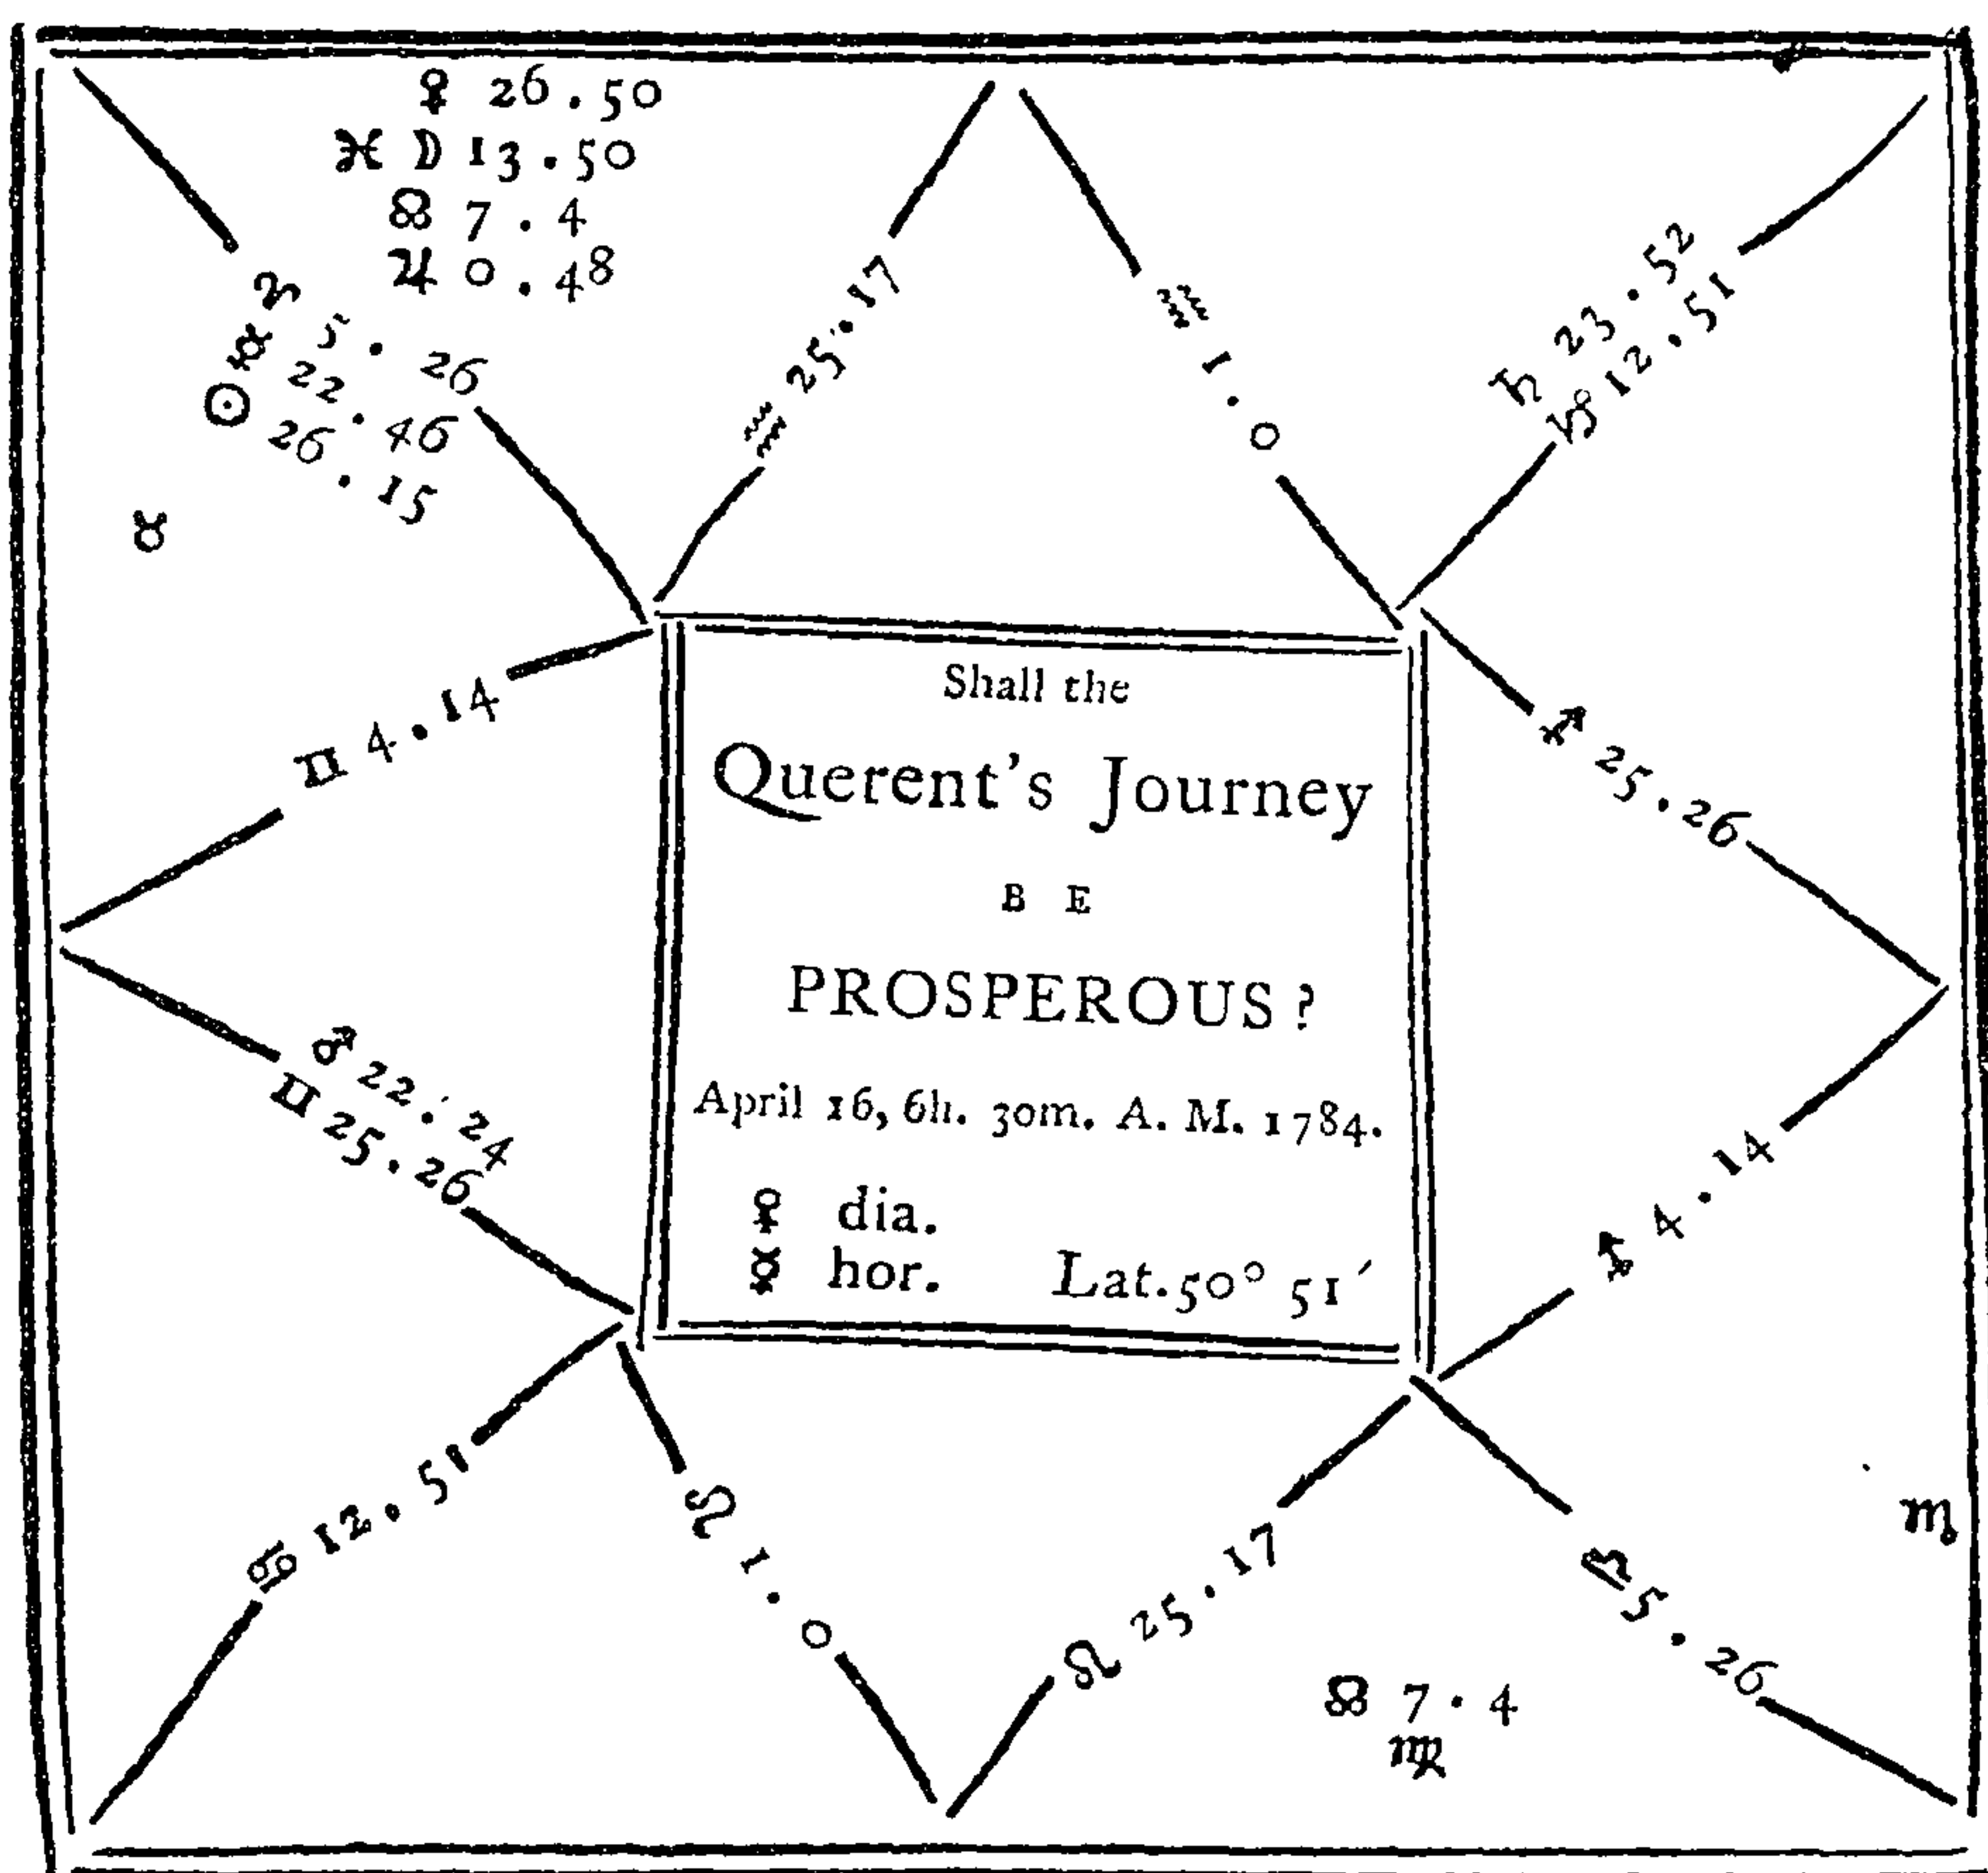 ♀ 26.50
♓ ☽ 13.50
☊ 7.4
♃ 0.48
♈ 5.26
☿ 22.46
☉ 26.15
♉
♒ 25.17
♒ 1.0
♄ 23.52
♑ 12.51
♐ 25.26
♊ 4.14
♂ 22.24
♊ 25.26
Shall the
Querent's Journey
BE
PROSPEROUS?
April 16, 6h. 30m. A. M. 1784.
♀ dia.
☿ hor. Lat. 50° 51′
♐ 4.14
♋ 12.51
♌ 1.0
♌ 25.17
☊ 7.4
♍
♎ 5.26
♏